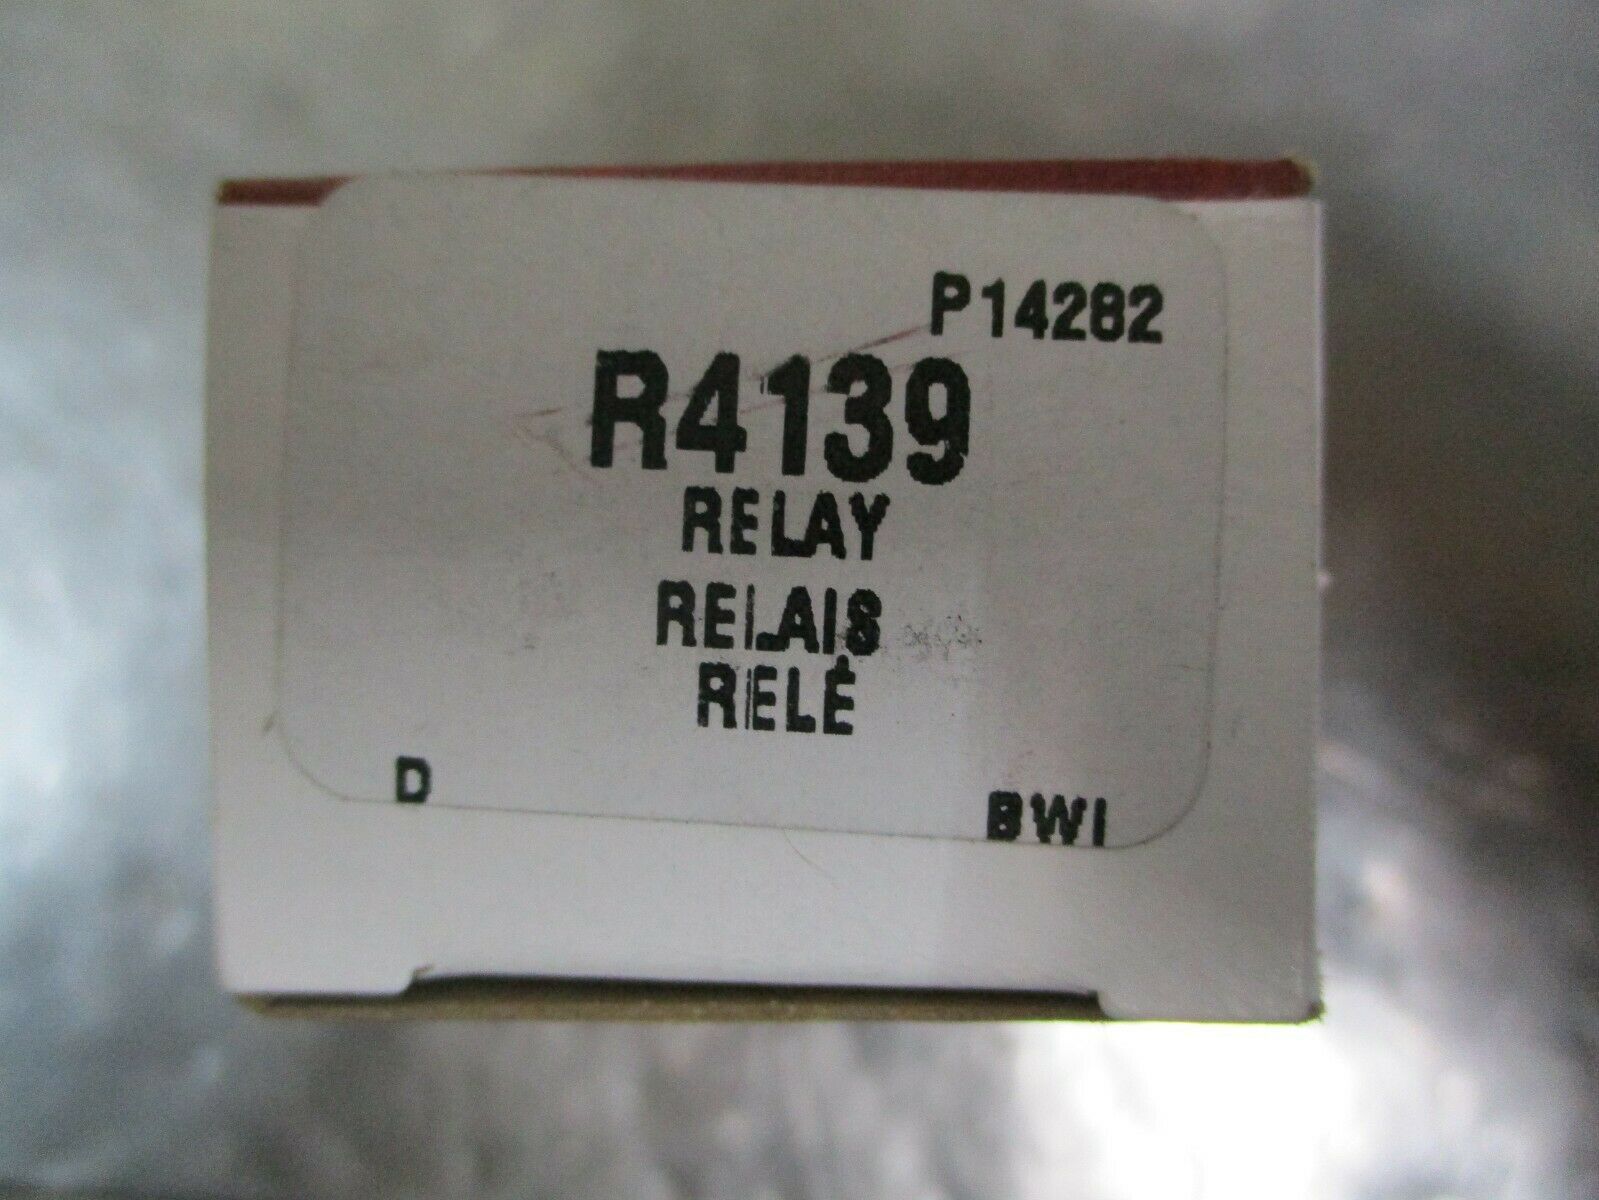 P14282
R4139
RELAY
RELAIS
RELÉ
D
BWI